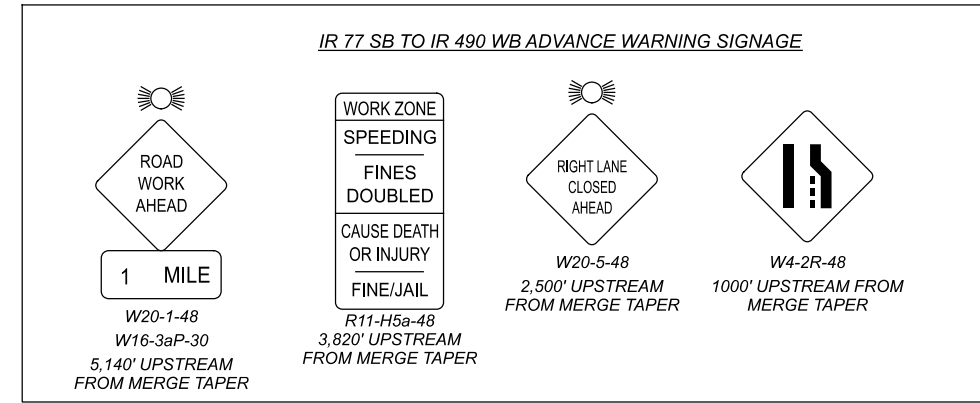 IR 77 SB TO IR 490 WB ADVANCE WARNING SIGNAGE
ROAD
WORK
AHEAD
1 MILE
W20-1-48
W16-3aP-30
5,140' UPSTREAM
FROM MERGE TAPER
WORK ZONE
SPEEDING
FINES
DOUBLED
CAUSE DEATH
OR INJURY
FINE/JAIL
R11-H5a-48
3,820' UPSTREAM
FROM MERGE TAPER
RIGHT LANE
CLOSED
AHEAD
W20-5-48
2,500' UPSTREAM
FROM MERGE TAPER
W4-2R-48
1000' UPSTREAM FROM
MERGE TAPER